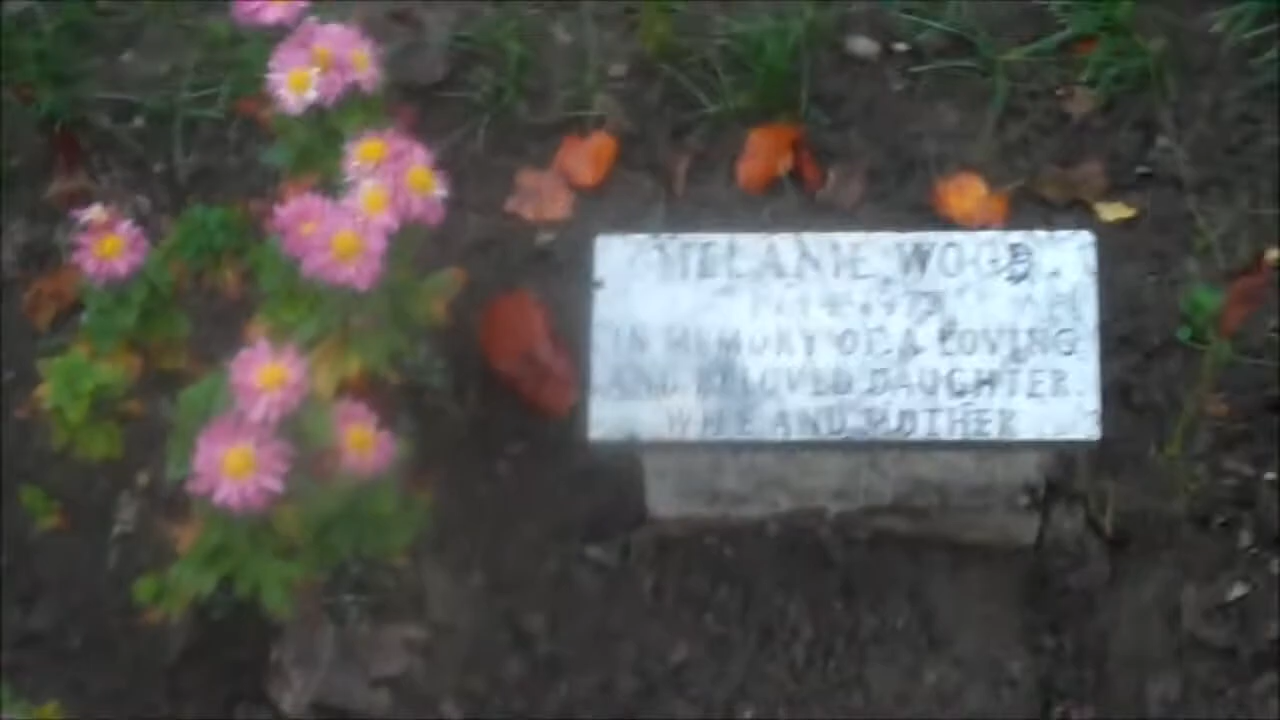 MELANIE WOOD
IN MEMORY OF A LOVING
AND BELOVED DAUGHTER.
WIFE AND MOTHER